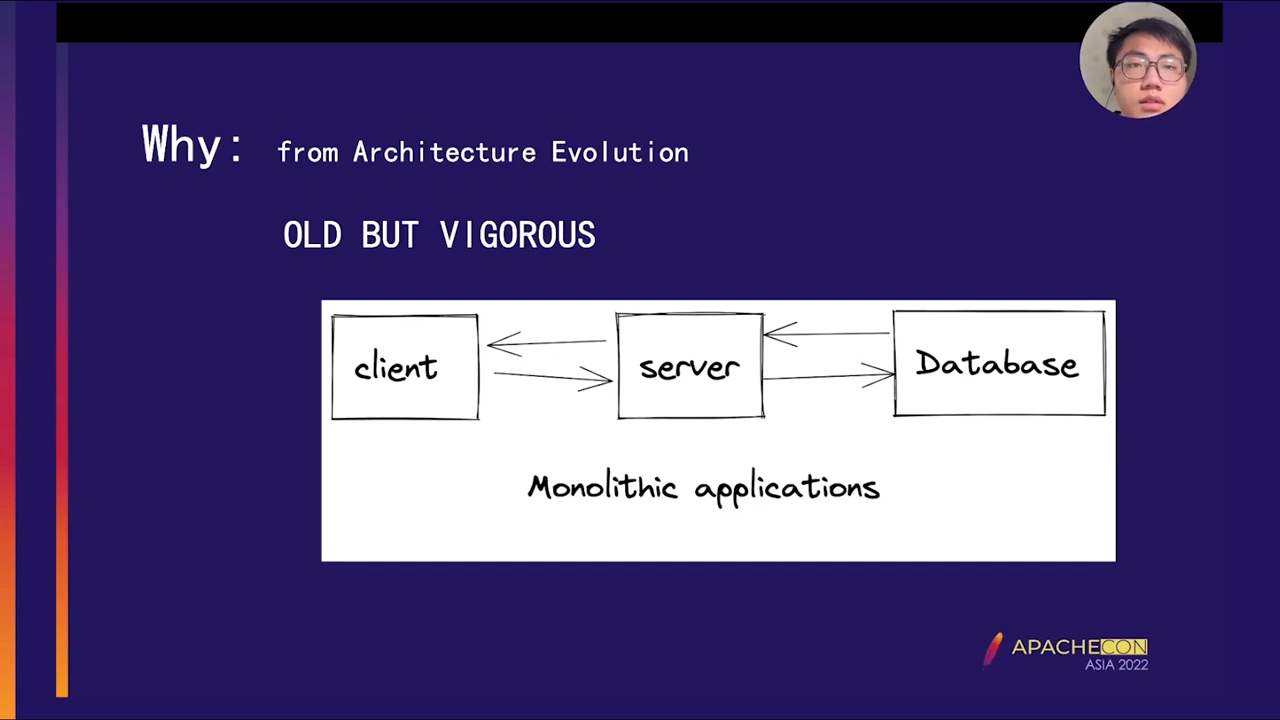 Why: from Architecture Evolution
OLD BUT VIGOROUS
client
server
Database
Monolithic applications
APACHECON
ASIA 2022